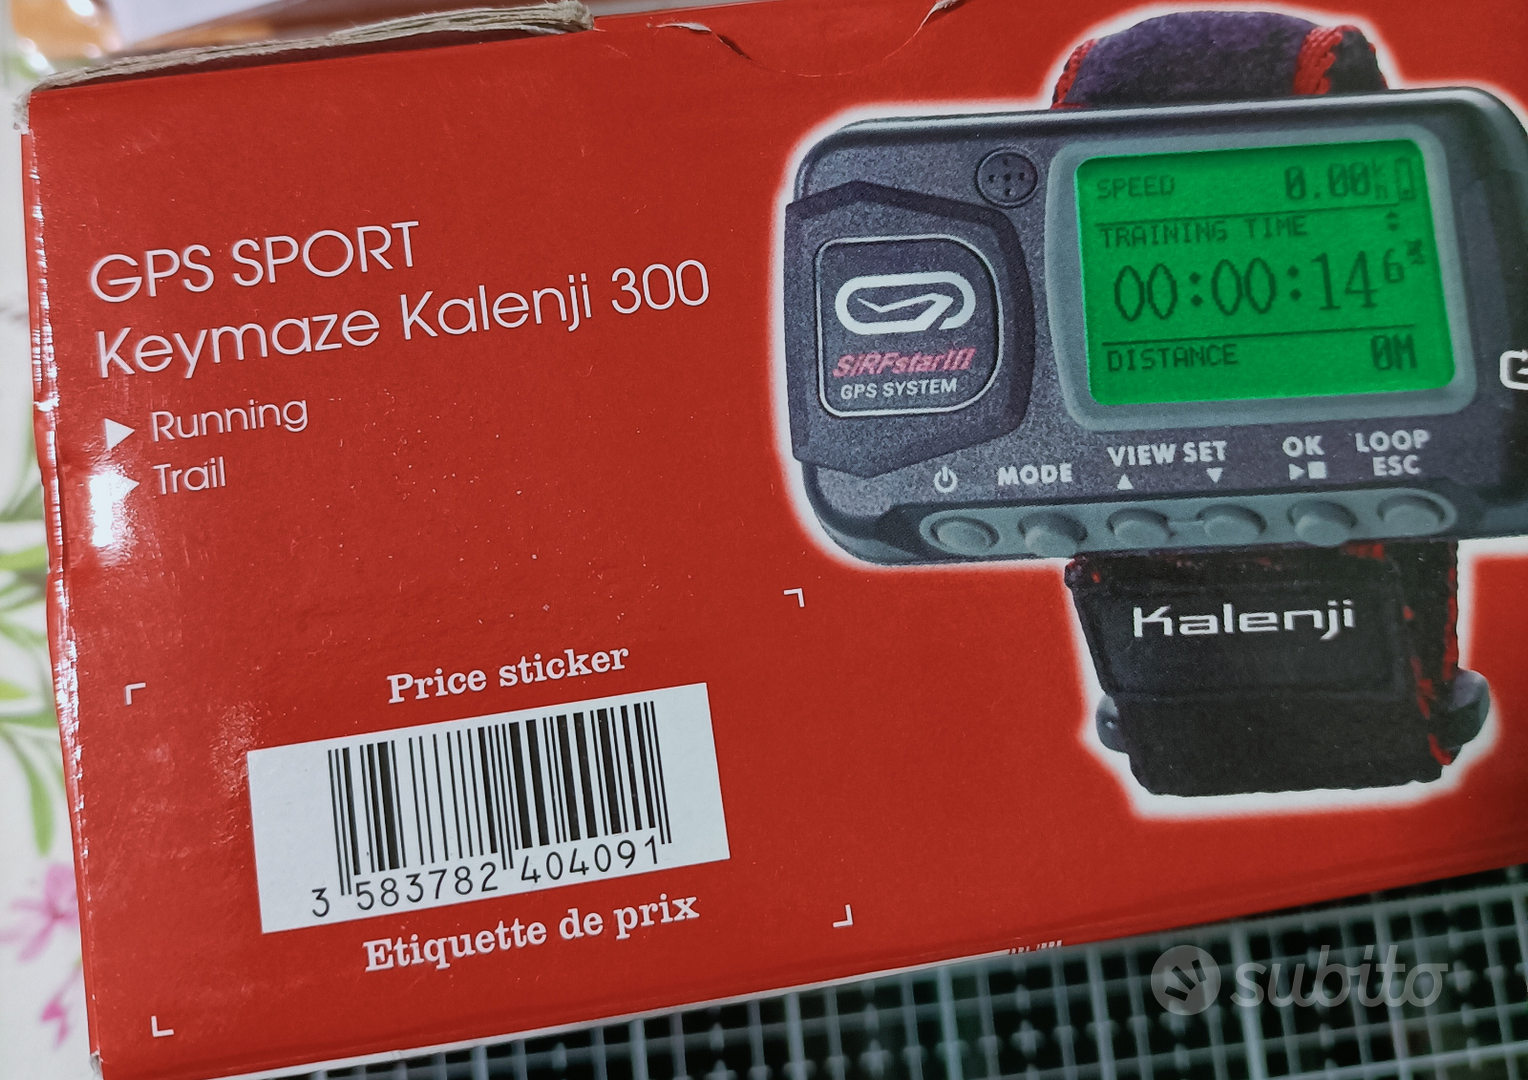 GPS SPORT
Keymaze Kalenji 300
Running
Trail
SiRFstarIII
GPS SYSTEM
SPEED 0.00
TRAINING TIME
00:00:14 6
DISTANCE 0M
MODE
VIEW SET
OK
LOOP
ESC
Kalenji
Price sticker
3 583782 404091
Etiquette de prix
subito